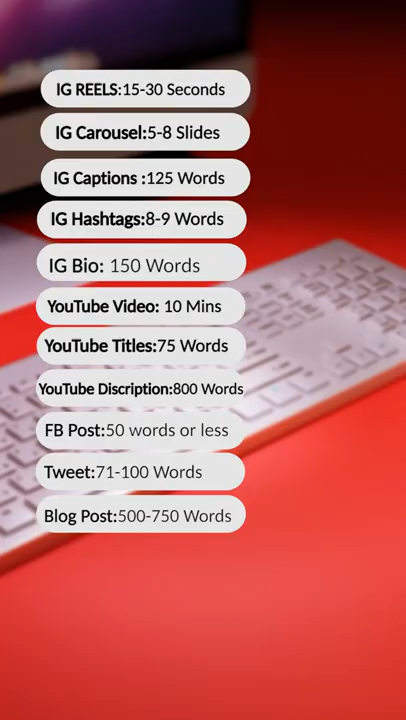 IG REELS:15-30 Seconds
IG Carousel:5-8 Slides
IG Captions :125 Words
IG Hashtags:8-9 Words
IG Bio: 150 Words
YouTube Video: 10 Mins
YouTube Titles:75 Words
YouTube Discription:800 Words
FB Post:50 words or less
Tweet:71-100 Words
Blog Post:500-750 Words